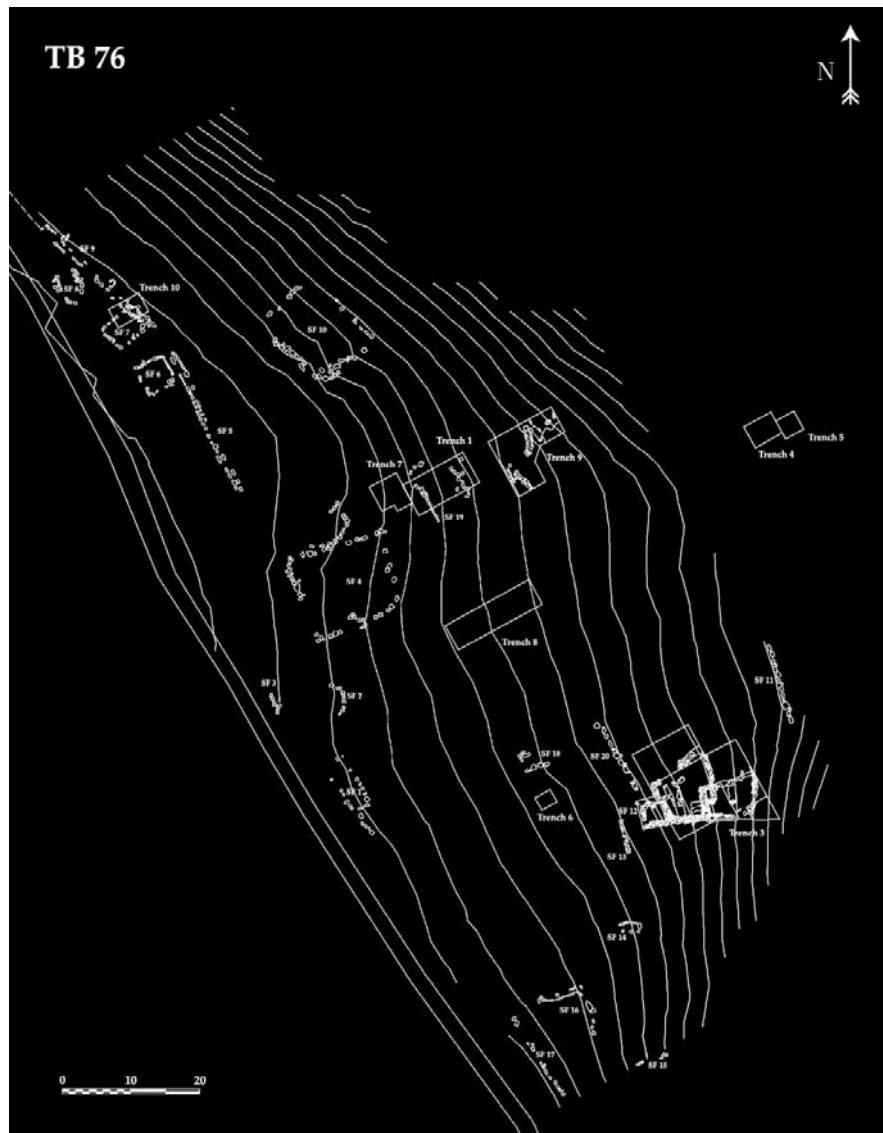 TB 76
N
SF 9
SF 8
Trench 10
SF 7
SF 10
SF 6
SF 5
Trench 1
Trench 9
Trench 4
Trench 5
Trench 7
SF 19
SF 4
Trench 8
SF 3
SF 2
SF 11
SF 18
SF 20
Trench 6
SF 12
Trench 3
SF 13
SF 14
SF 16
SF 17
SF 15
0 10 20